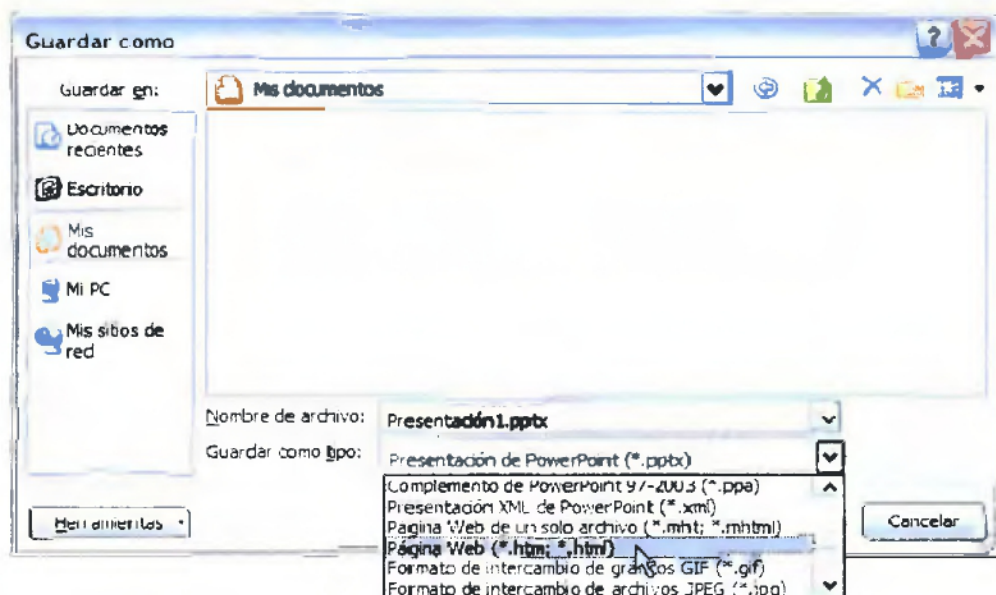 Guardar como
Guardar en:
Mis documentos
Documentos
recientes
Escritorio
Mis
documentos
Mi PC
Mis sitios de
red
Nombre de archivo:
Presentación1.pptx
Guardar como tipo:
Presentación de PowerPoint (*.pptx)
Complemento de PowerPoint 97-2003 (*.ppa)
Presentación XML de PowerPoint (*.xml)
Pagina Web de un solo archivo (*.mht; *.mhtml)
Página Web (*.htm; *.html)
Formato de intercambio de gráficos GIF (*.gif)
Formato de intercambio de archivos JPEG (*.jpg)
Herramientas
Cancelar